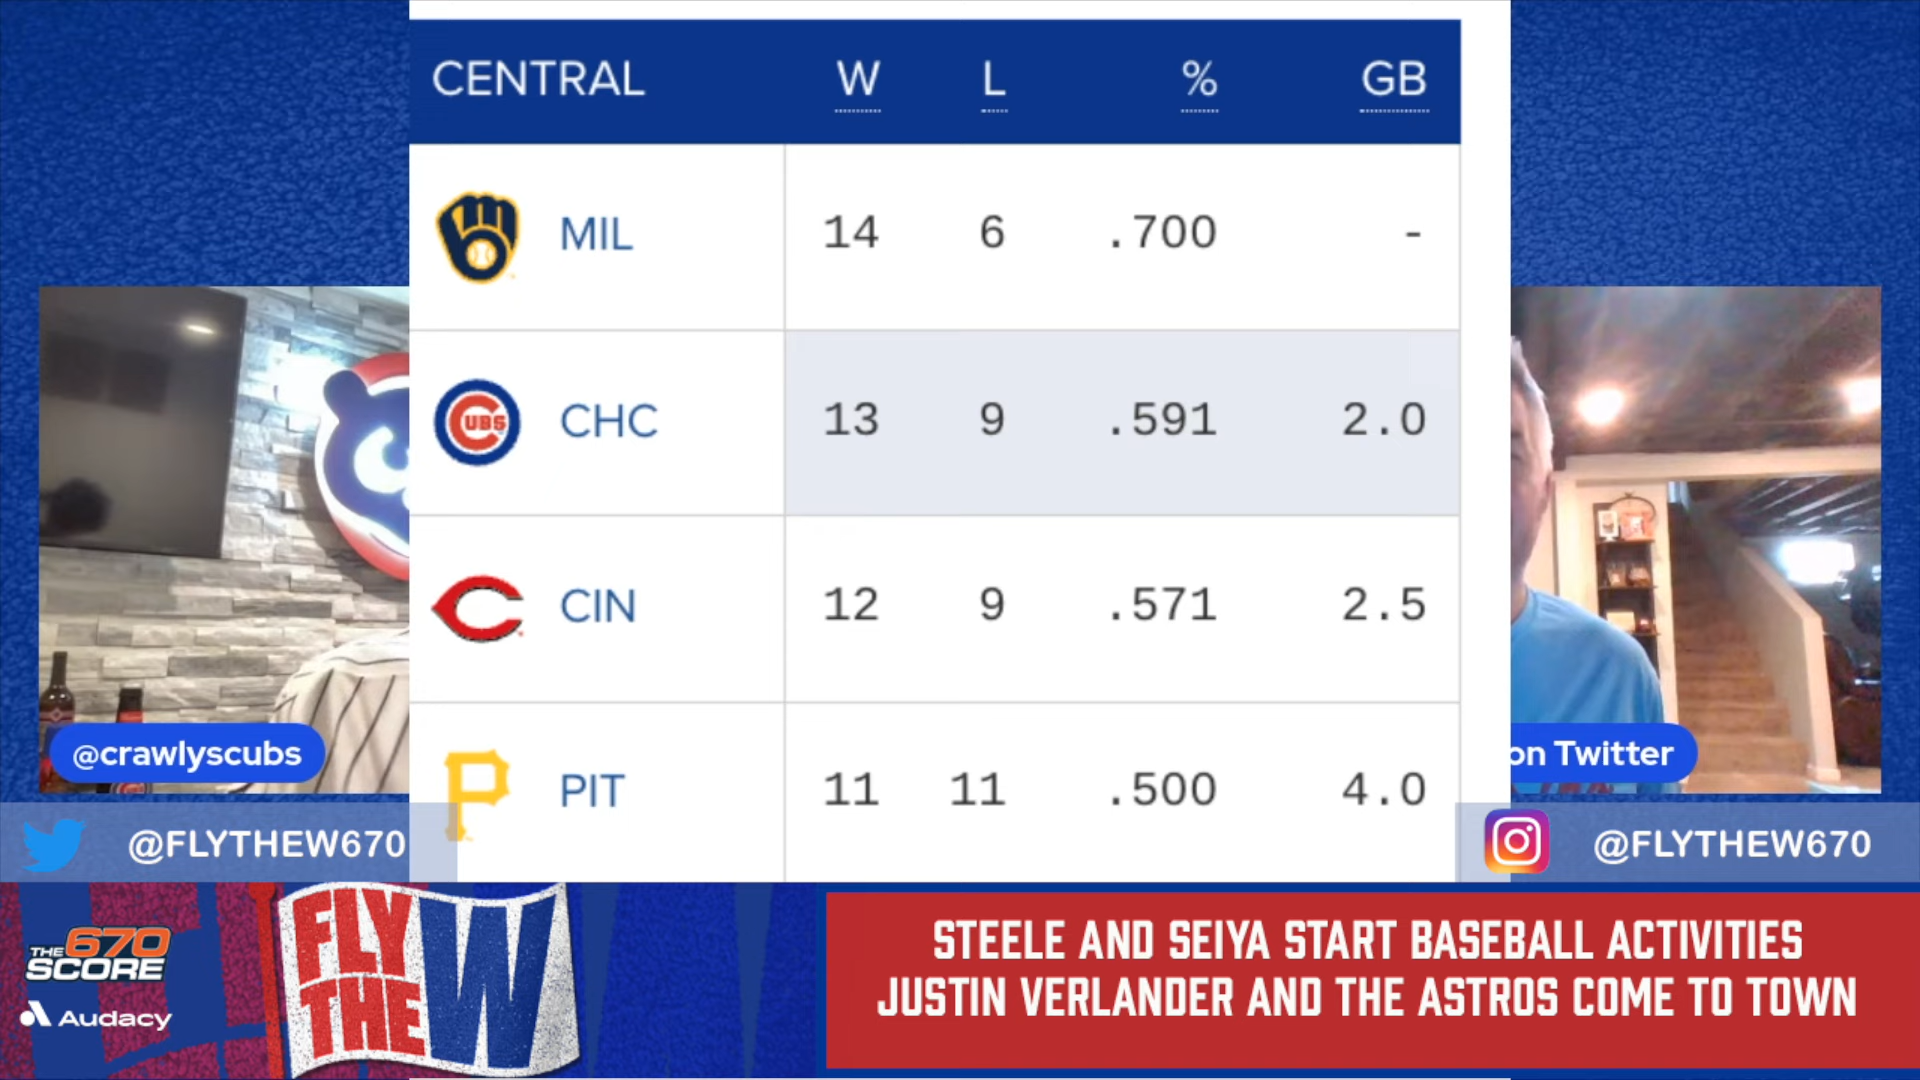 CENTRAL W L % GB
MIL 14 6 .700 -
UBS CHC 13 9 .591 2.0
CIN 12 9 .571 2.5
PIT 11 11 .500 4.0
@crawlyscubs
on Twitter
@FLYTHEW670
@FLYTHEW670
THE 670
SCORE
Audacy
FLY
THE
W
STEELE AND SEIYA START BASEBALL ACTIVITIES
JUSTIN VERLANDER AND THE ASTROS COME TO TOWN